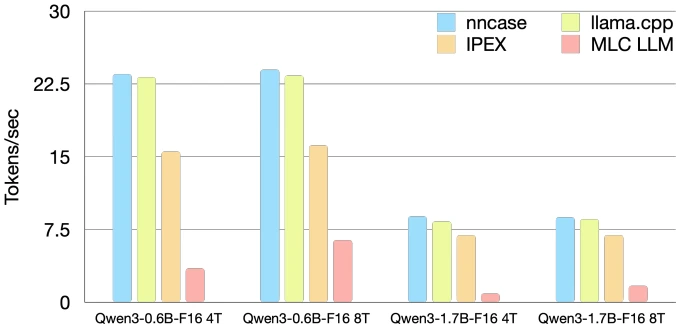 30
22.5
15
7.5
0
Tokens/sec
nncase
llama.cpp
IPEX
MLC LLM
Qwen3-0.6B-F16 4T
Qwen3-0.6B-F16 8T
Qwen3-1.7B-F16 4T
Qwen3-1.7B-F16 8T